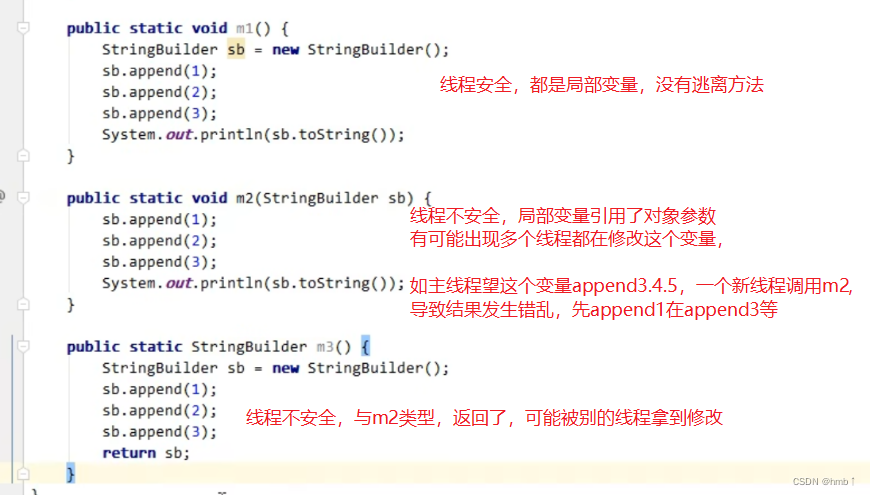 public static void m1() {
StringBuilder sb = new StringBuilder();
sb.append(1);
线程安全，都是局部变量，没有逃离方法
sb.append(2);
sb.append(3);
System.out.println(sb.toString());
}
public static void m2(StringBuilder sb) {
线程不安全，局部变量引用了对象参数
sb.append(1);
有可能出现多个线程都在修改这个变量，
sb.append(2);
sb.append(3);
System.out.println(sb.toString());
如主线程望这个变量append3.4.5，一个新线程调用m2,
导致结果发生错乱，先append1在append3等
}
public static StringBuilder m3() {
StringBuilder sb = new StringBuilder();
sb.append(1);
sb.append(2);
线程不安全，与m2类型，返回了，可能被别的线程拿到修改
sb.append(3);
return sb;
}
CSDN @hmb↑